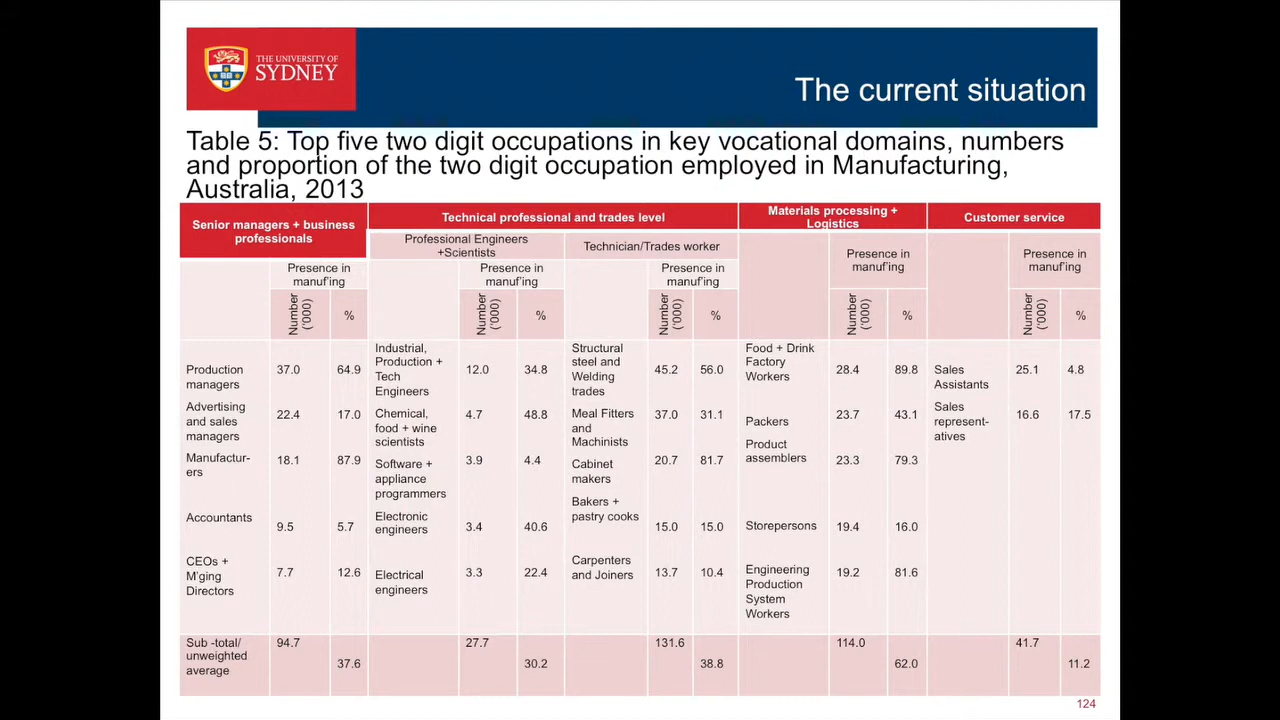 THE UNIVERSITY OF
SYDNEY
The current situation
Table 5: Top five two digit occupations in key vocational domains, numbers
and proportion of the two digit occupation employed in Manufacturing,
Australia, 2013
Senior managers + business
professionals
Technical professional and trades level
Materials processing +
Logistics
Customer service
Professional Engineers
+Scientists
Technician/Trades worker
Presence in
manuf'ing
Presence in
manuf'ing
Presence in
manuf'ing
Presence in
manuf'ing
Presence in
manuf'ing
Number
('000)
%
Number
('000)
%
Number
('000)
%
Number
('000)
%
Number
('000)
%
Production
managers
37.0
64.9
Industrial,
Production +
Tech
Engineers
12.0
34.8
Structural
steel and
Welding
trades
45.2
56.0
Food + Drink
Factory
Workers
28.4
89.8
Sales
Assistants
25.1
4.8
Advertising
and sales
managers
22.4
17.0
Chemical,
food + wine
scientists
4.7
48.8
Meal Fitters
and
Machinists
37.0
31.1
Packers
23.7
43.1
Sales
represent-
atives
16.6
17.5
Manufactur-
ers
18.1
87.9
Software +
appliance
programmers
3.9
4.4
Cabinet
makers
20.7
81.7
Product
assemblers
23.3
79.3
Accountants
9.5
5.7
Electronic
engineers
3.4
40.6
Bakers +
pastry cooks
15.0
15.0
Storepersons
19.4
16.0
CEOs +
M'ging
Directors
7.7
12.6
Electrical
engineers
3.3
22.4
Carpenters
and Joiners
13.7
10.4
Engineering
Production
System
Workers
19.2
81.6
Sub -total/
unweighted
average
94.7
37.6
27.7
30.2
131.6
38.8
114.0
62.0
41.7
11.2
124